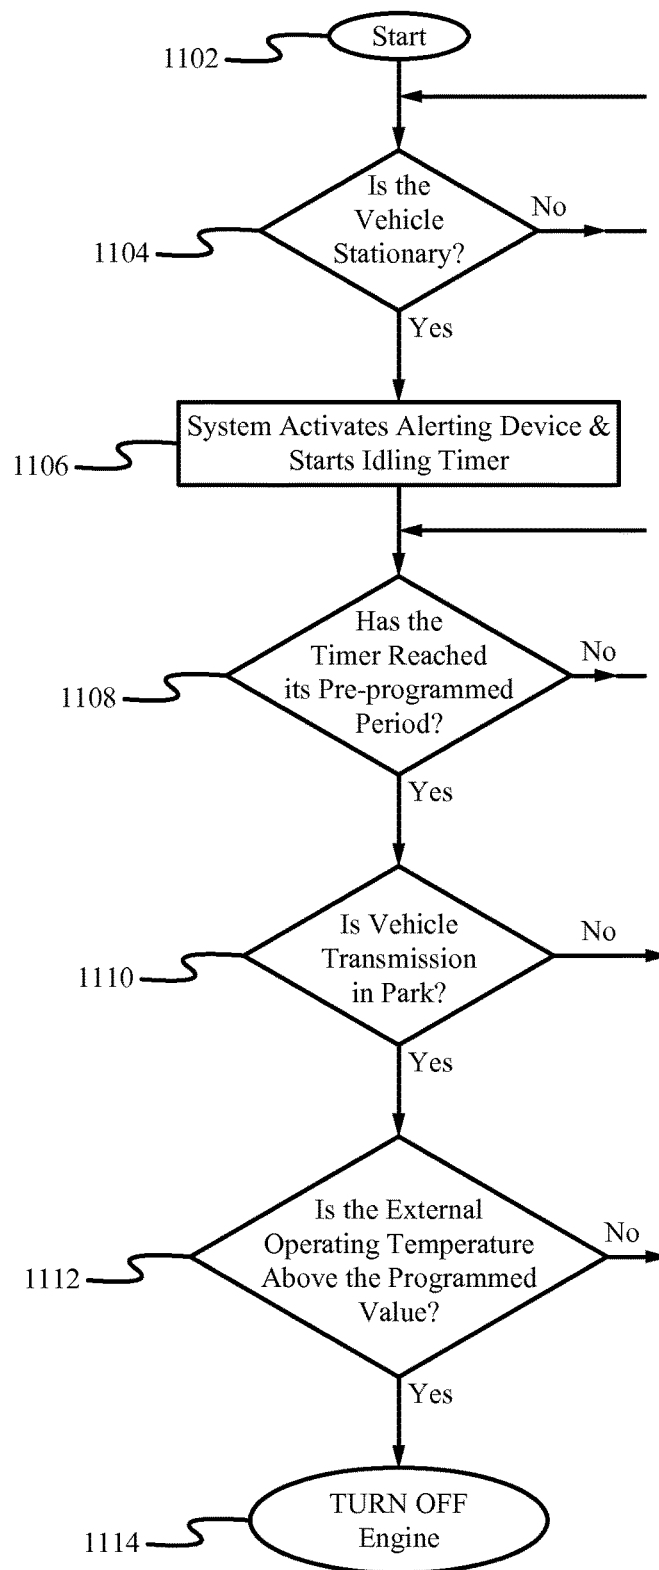 Start
1102
Is the
Vehicle
Stationary?
No
1104
Yes
System Activates Alerting Device &
Starts Idling Timer
1106
Has the
Timer Reached
its Pre-programmed
Period?
No
1108
Yes
Is Vehicle
Transmission
in Park?
No
1110
Yes
Is the External
Operating Temperature
Above the Programmed
Value?
No
1112
Yes
TURN OFF
Engine
1114